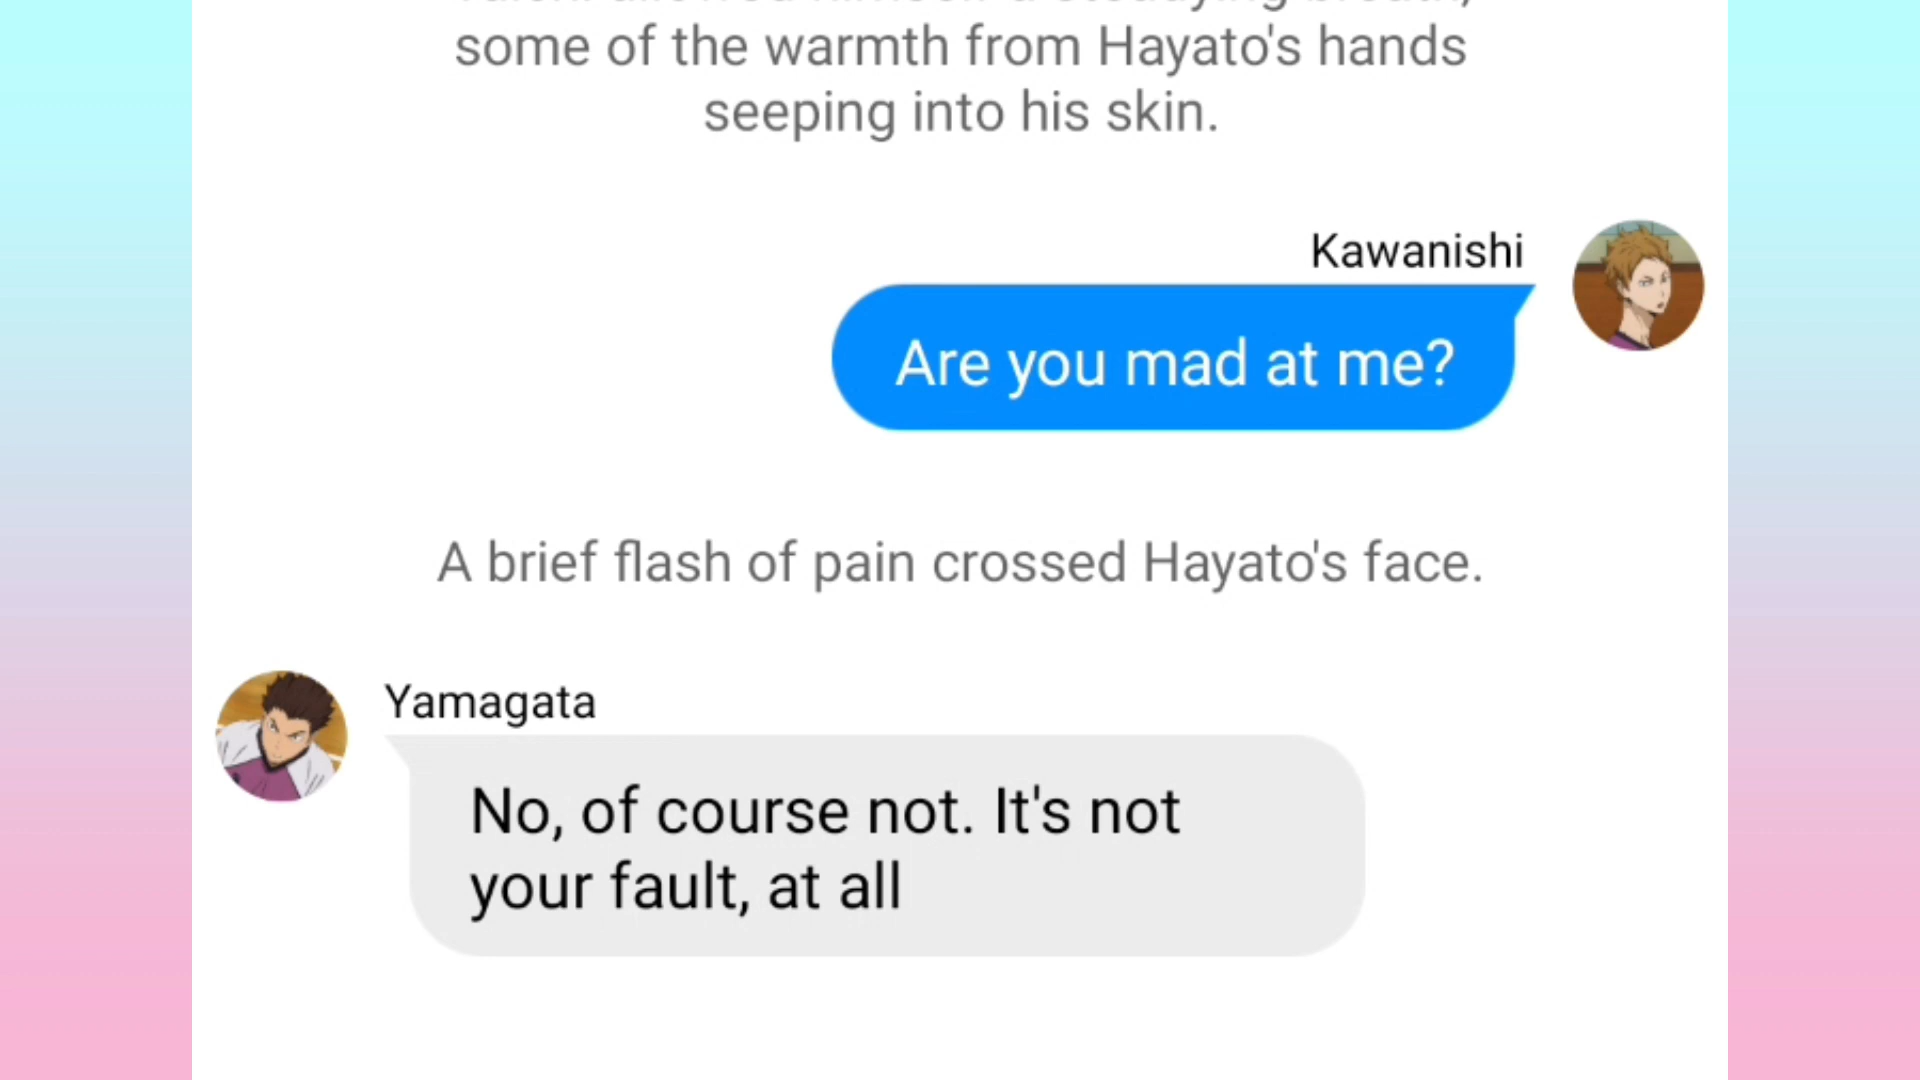 some of the warmth from Hayato's hands
seeping into his skin.
Kawanishi
Are you mad at me?
A brief flash of pain crossed Hayato's face.
Yamagata
No, of course not. It's not
your fault, at all